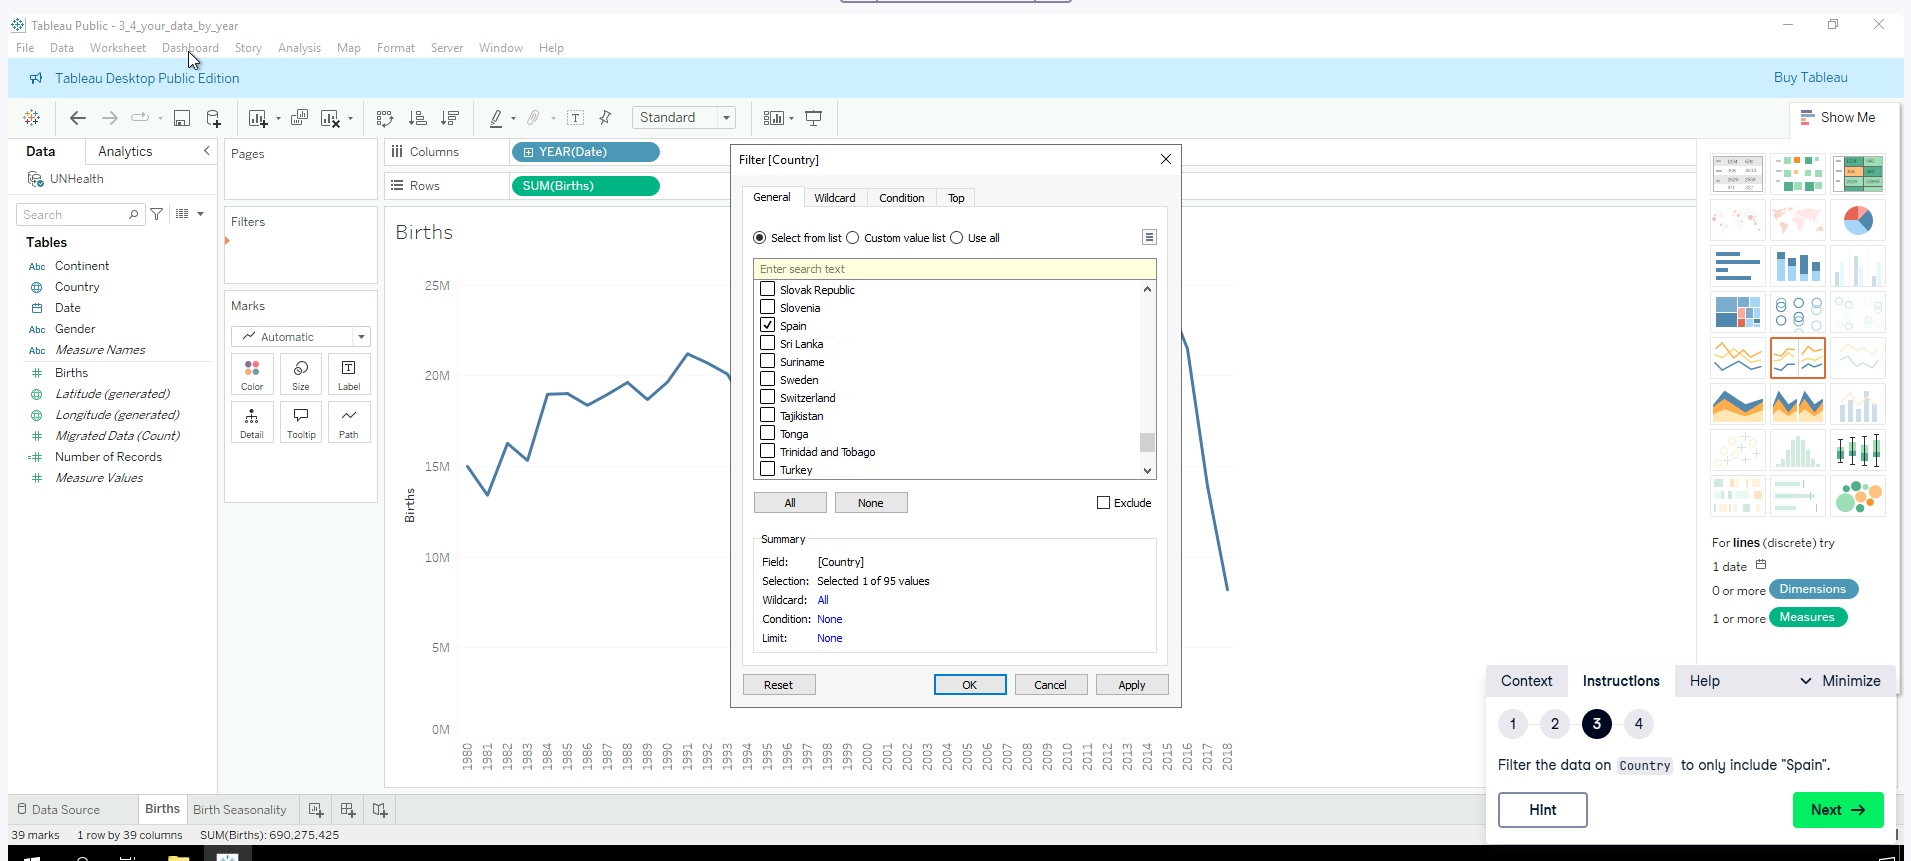 Tableau Public - 3_4_your_data_by_year
File Data Worksheet Dashboard Story Analysis Map Format Server Window Help
Tableau Desktop Public Edition
Buy Tableau
Standard
Show Me
Data
Analytics
UNHealth
Search
Tables
Abc Continent
Country
Date
Abc Gender
Abc Measure Names
Births
Latitude (generated)
Longitude (generated)
Migrated Data (Count)
Number of Records
Measure Values
Pages
Filters
Marks
Automatic
Color
Size
Label
Detail
Tooltip
Path
Columns
YEAR(Date)
Rows
SUM(Births)
Births
25M
20M
15M
10M
5M
0M
Births
1980 1981 1982 1983 1984 1985 1986 1987 1988 1989 1990 1991 1992 1993 1994 1995 1996 1997 1998 1999 2000 2001 2002 2003 2004 2005 2006 2007 2008 2009 2010 2011 2012 2013 2014 2015 2016 2017 2018
Filter [Country]
General
Wildcard
Condition
Top
Select from list
Custom value list
Use all
Enter search text
Slovak Republic
Slovenia
Spain
Sri Lanka
Suriname
Sweden
Switzerland
Tajikistan
Tonga
Trinidad and Tobago
Turkey
All
None
Exclude
Summary
Field: [Country]
Selection: Selected 1 of 95 values
Wildcard: All
Condition: None
Limit: None
Reset
OK
Cancel
Apply
For lines (discrete) try
1 date
0 or more Dimensions
1 or more Measures
Context
Instructions
Help
Minimize
1
2
3
4
Filter the data on Country to only include "Spain".
Hint
Next
Data Source
Births
Birth Seasonality
39 marks
1 row by 39 columns
SUM(Births): 690,275,425